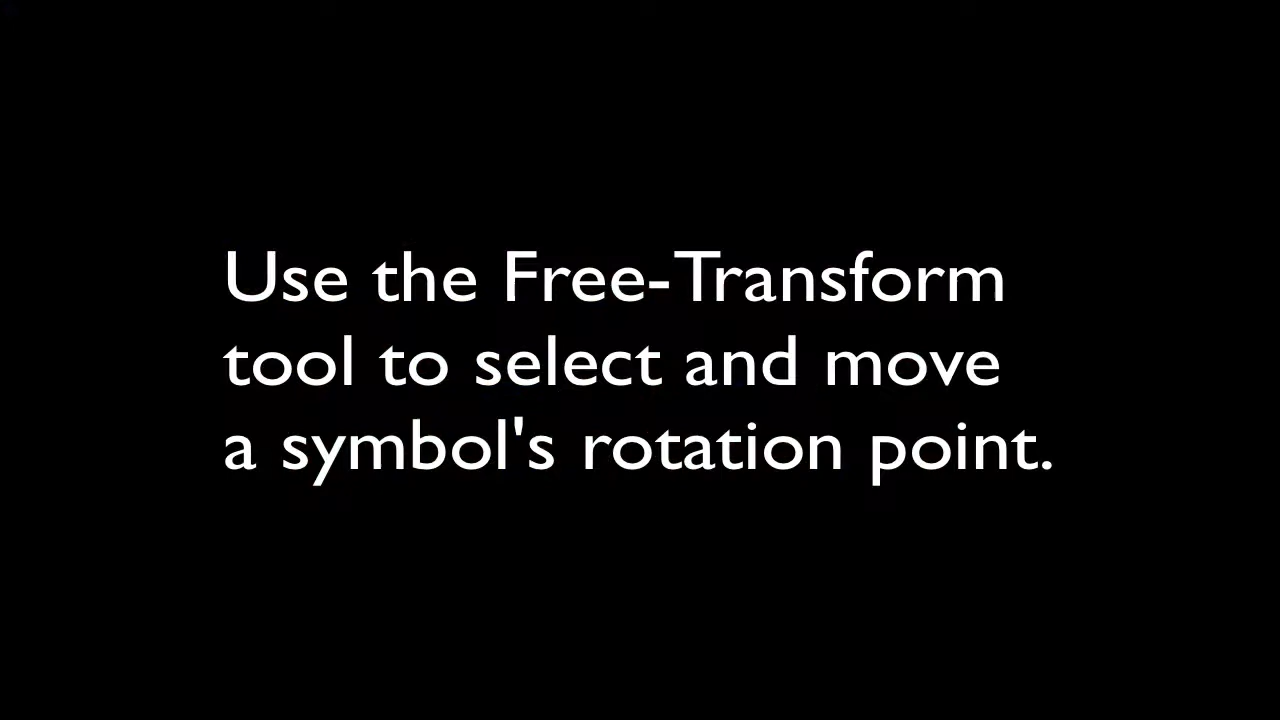 Use the Free-Transform
tool to select and move
a symbol's rotation point.